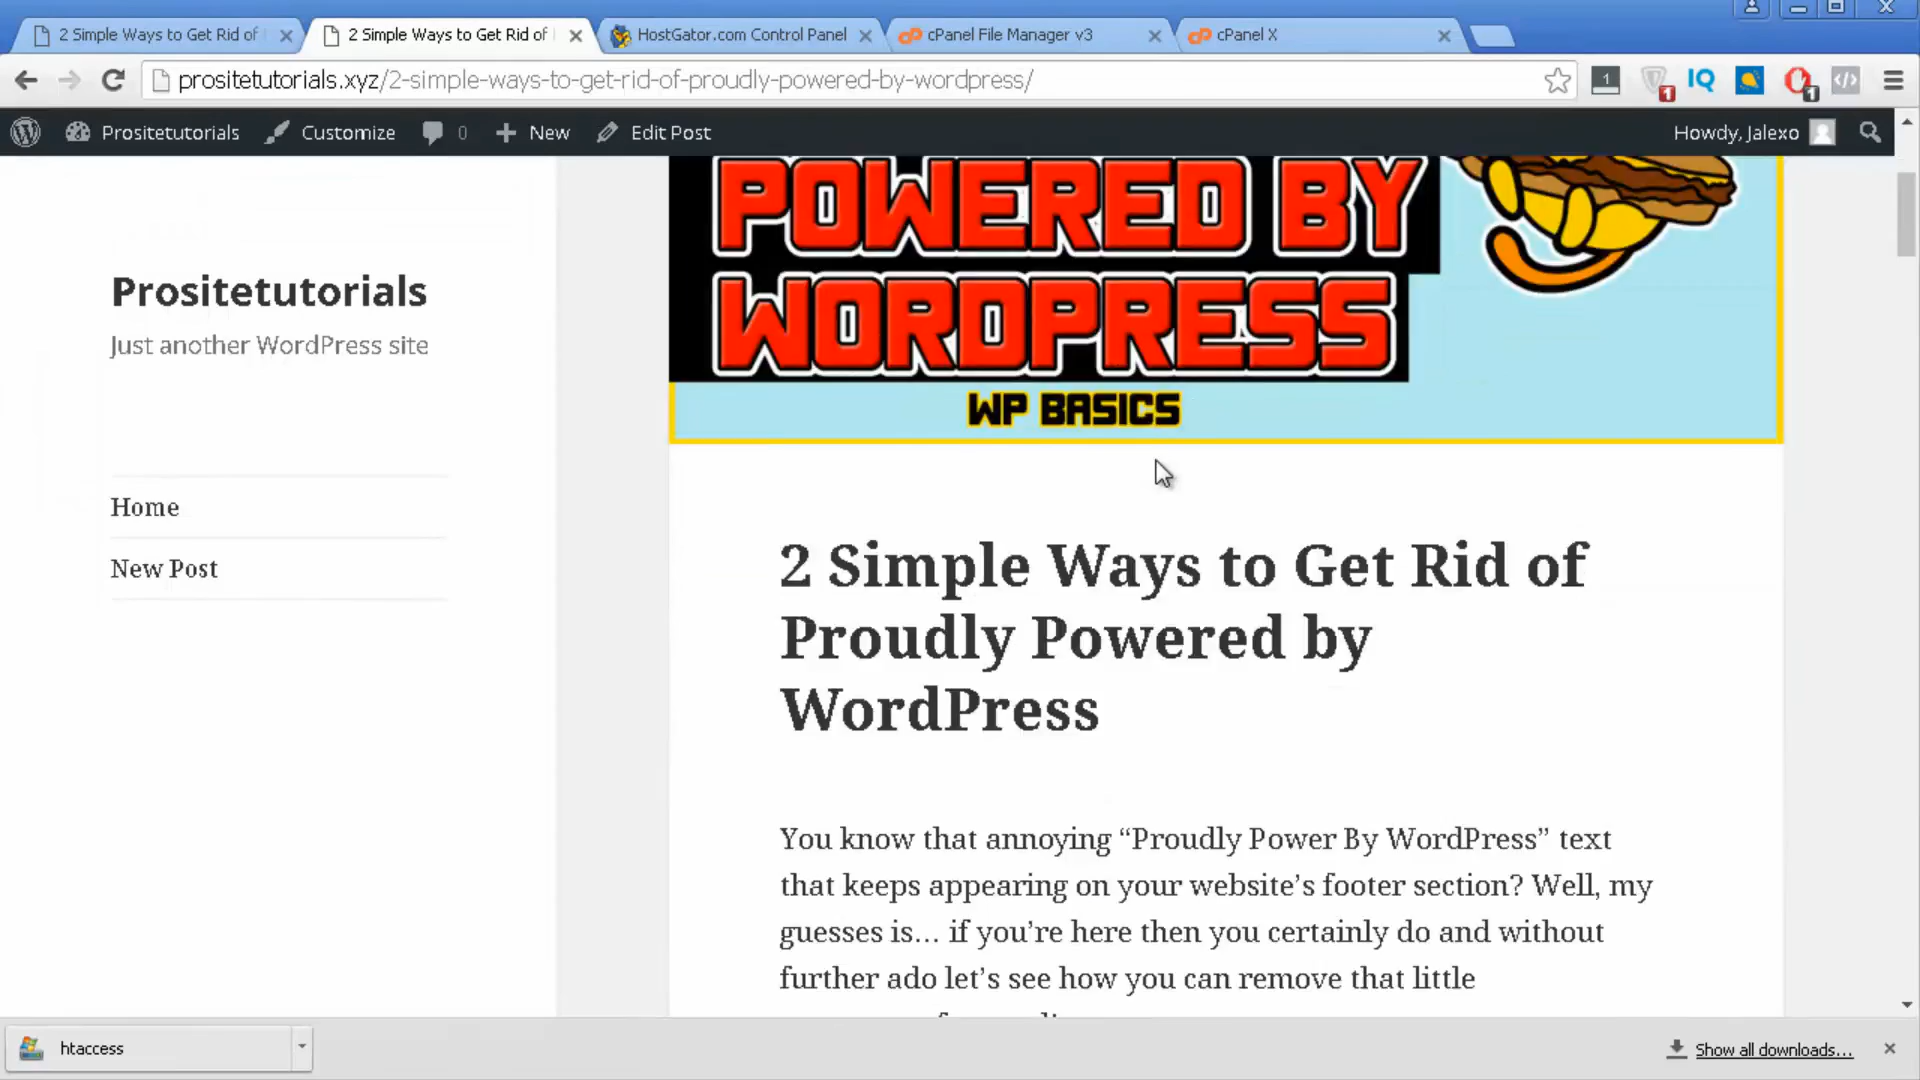 2 Simple Ways to Get Rid of
2 Simple Ways to Get Rid of
HostGator.com Control Panel
cPanel File Manager v3
cPanel X
prositetutorials.xyz/2-simple-ways-to-get-rid-of-proudly-powered-by-wordpress/
1
1
IQ
1
Prositetutorials
Customize
0
New
Edit Post
Howdy, Jalexo
POWERED BY
WORDPRESS
WP BASICS
Prositetutorials
Just another WordPress site
Home
New Post
2 Simple Ways to Get Rid of
Proudly Powered by
WordPress
You know that annoying “Proudly Power By WordPress” text
that keeps appearing on your website’s footer section? Well, my
guesses is… if you’re here then you certainly do and without
further ado let’s see how you can remove that little
htaccess
Show all downloads...